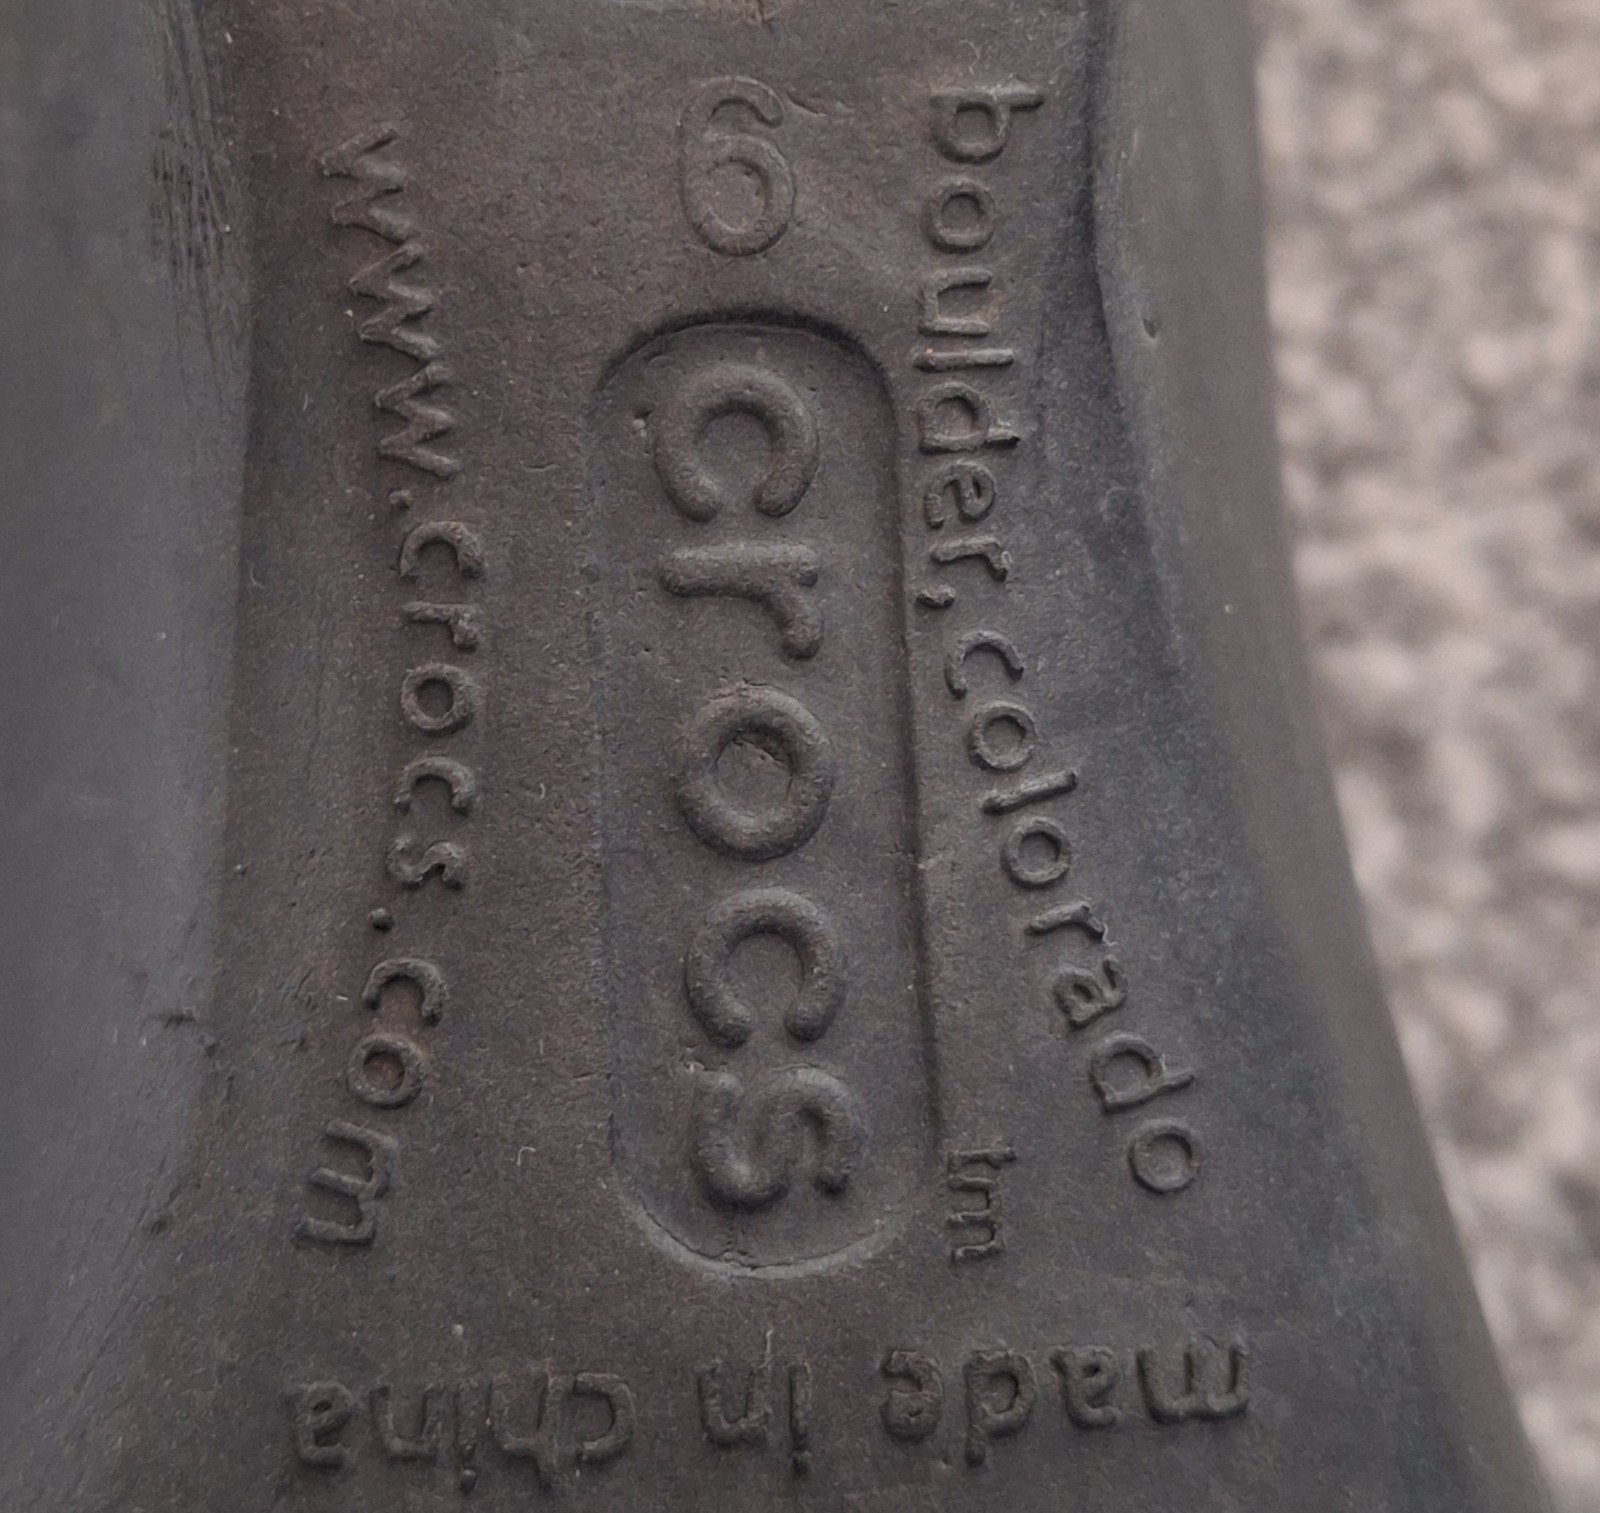 6
boulder, colorado
crocs
tm
www.crocs.com
made in china